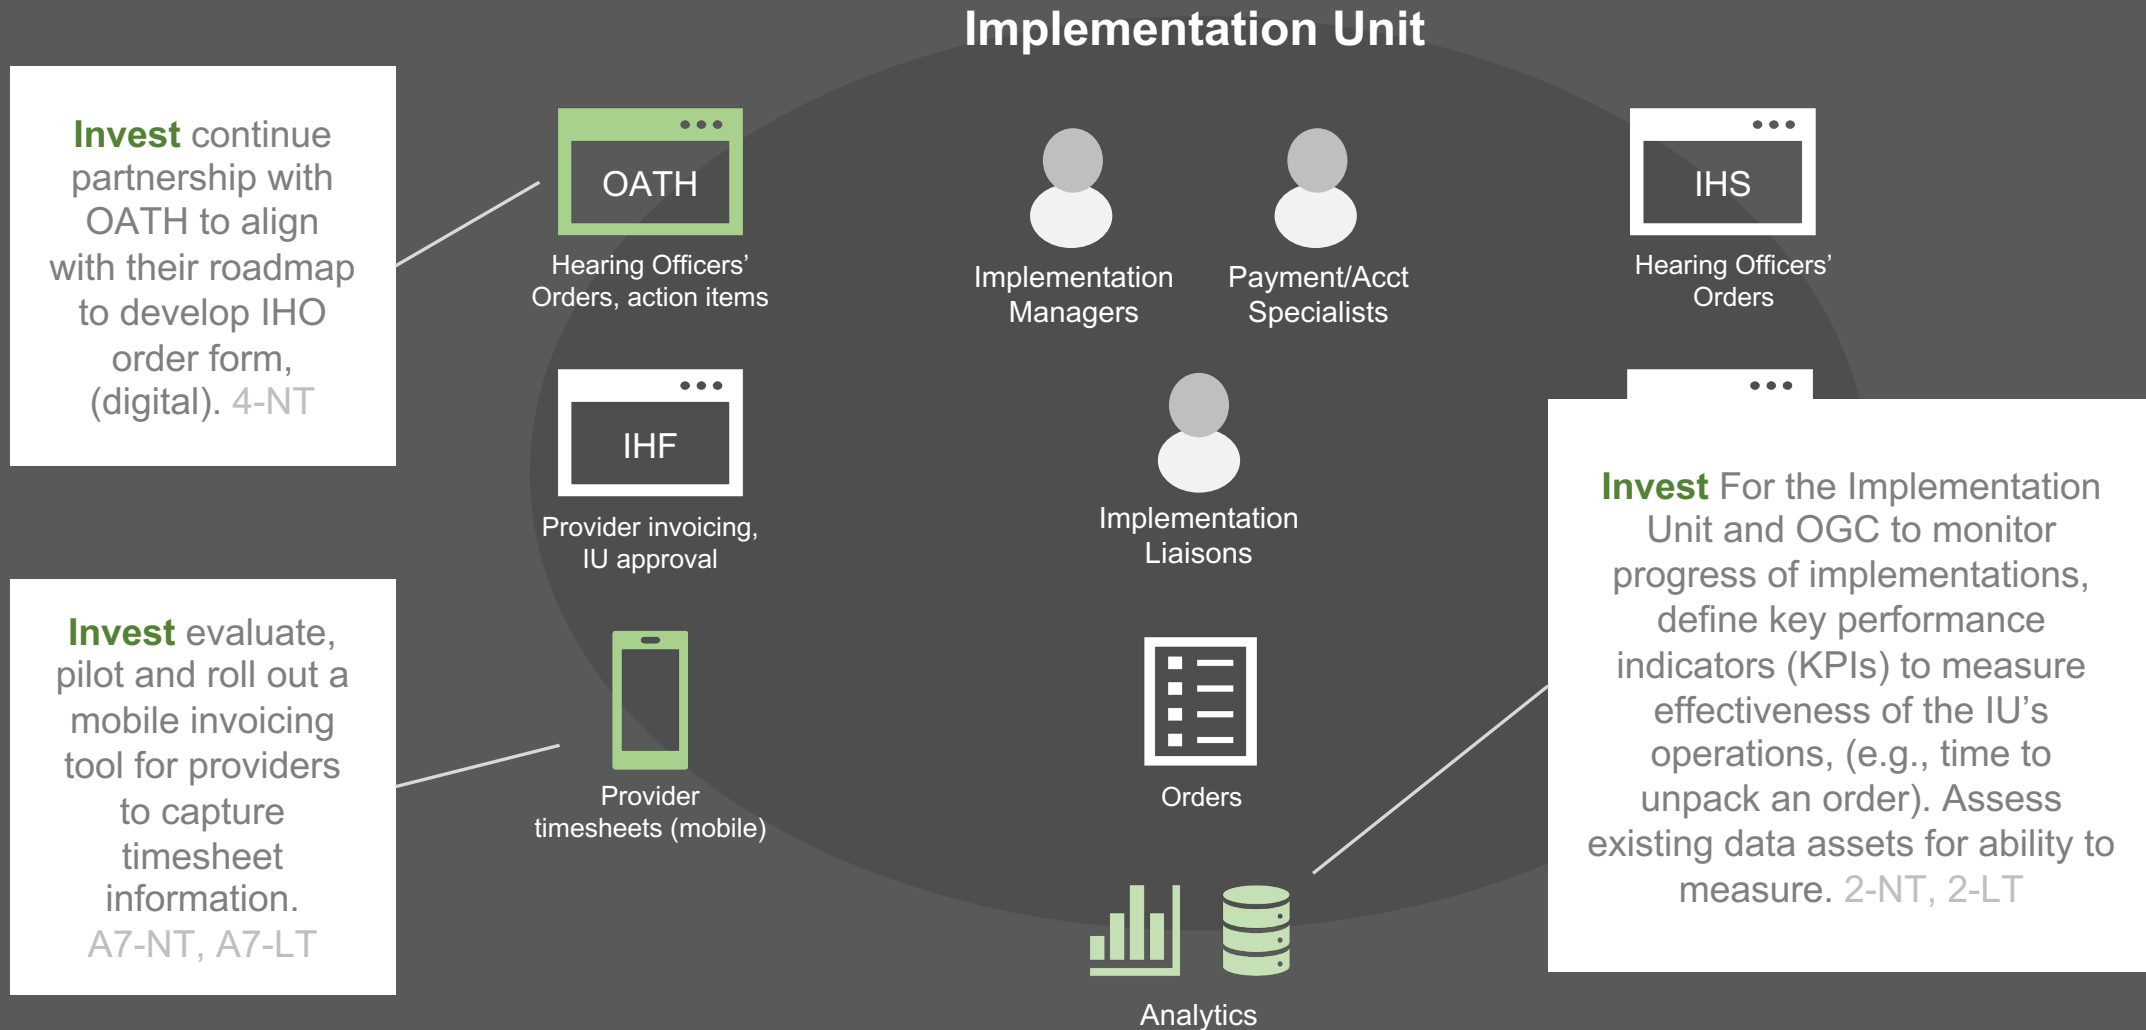 Implementation Unit
Invest continue
partnership with
OATH to align
with their roadmap
to develop IHO
order form,
(digital). 4-NT
OATH
Hearing Officers’
Orders, action items
Implementation
Managers
Payment/Acct
Specialists
IHS
Hearing Officers’
Orders
IHF
Provider invoicing,
IU approval
Implementation
Liaisons
Invest evaluate,
pilot and roll out a
mobile invoicing
tool for providers
to capture
timesheet
information.
A7-NT, A7-LT
Provider
timesheets (mobile)
Orders
Analytics
Invest For the Implementation
Unit and OGC to monitor
progress of implementations,
define key performance
indicators (KPIs) to measure
effectiveness of the IU’s
operations, (e.g., time to
unpack an order). Assess
existing data assets for ability to
measure. 2-NT, 2-LT